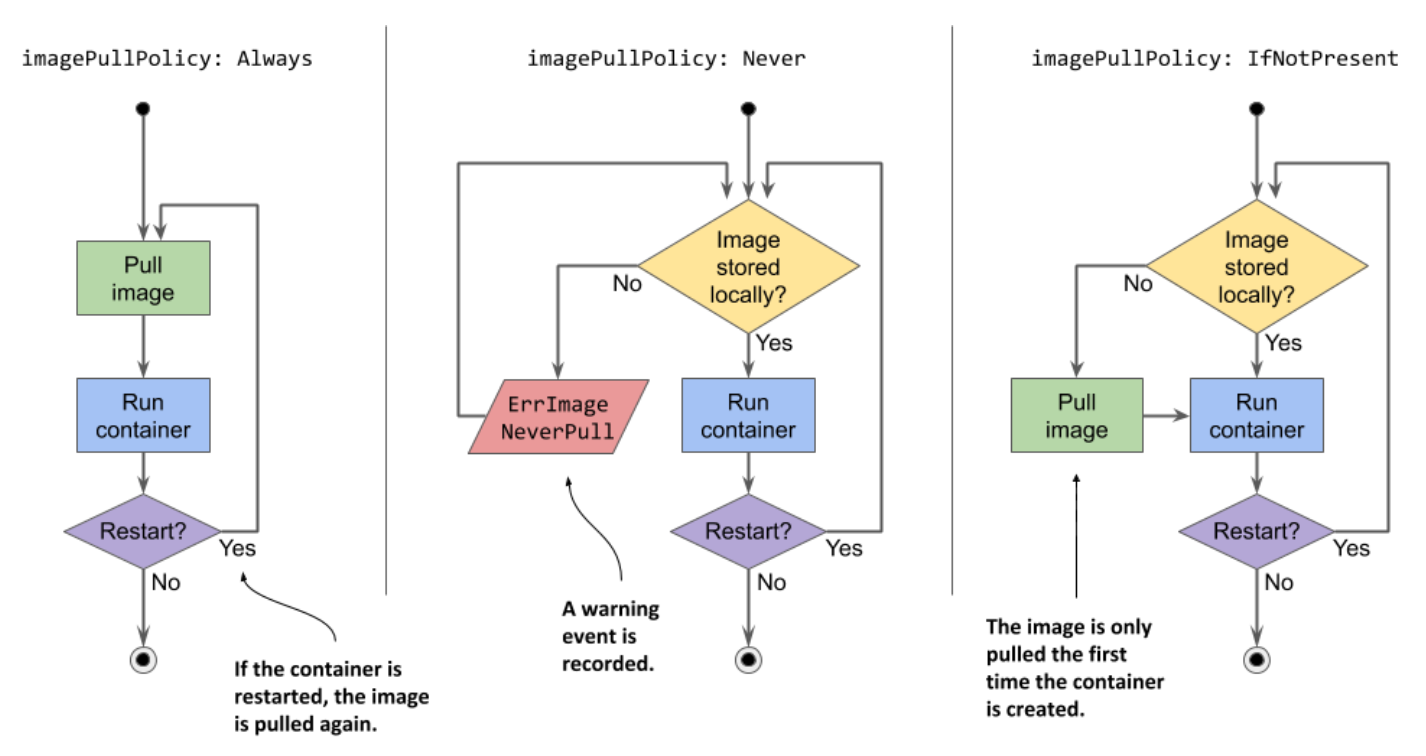 imagePullPolicy: Always
Pull
image
Run
container
Restart?
Yes
No
If the container is
restarted, the image
is pulled again.
imagePullPolicy: Never
Image
stored
locally?
No
Yes
ErrImage
NeverPull
Run
container
Restart?
Yes
No
A warning
event is
recorded.
imagePullPolicy: IfNotPresent
Image
stored
locally?
No
Yes
Pull
image
Run
container
Restart?
Yes
No
The image is only
pulled the first
time the container
is created.